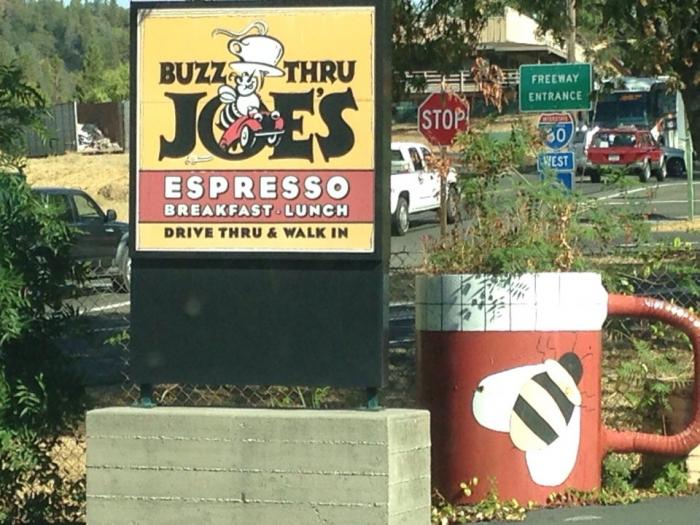 BUZZ THRU
JOE'S
ESPRESSO
BREAKFAST · LUNCH
DRIVE THRU & WALK IN
STOP
FREEWAY
ENTRANCE
INTERSTATE
80
WEST